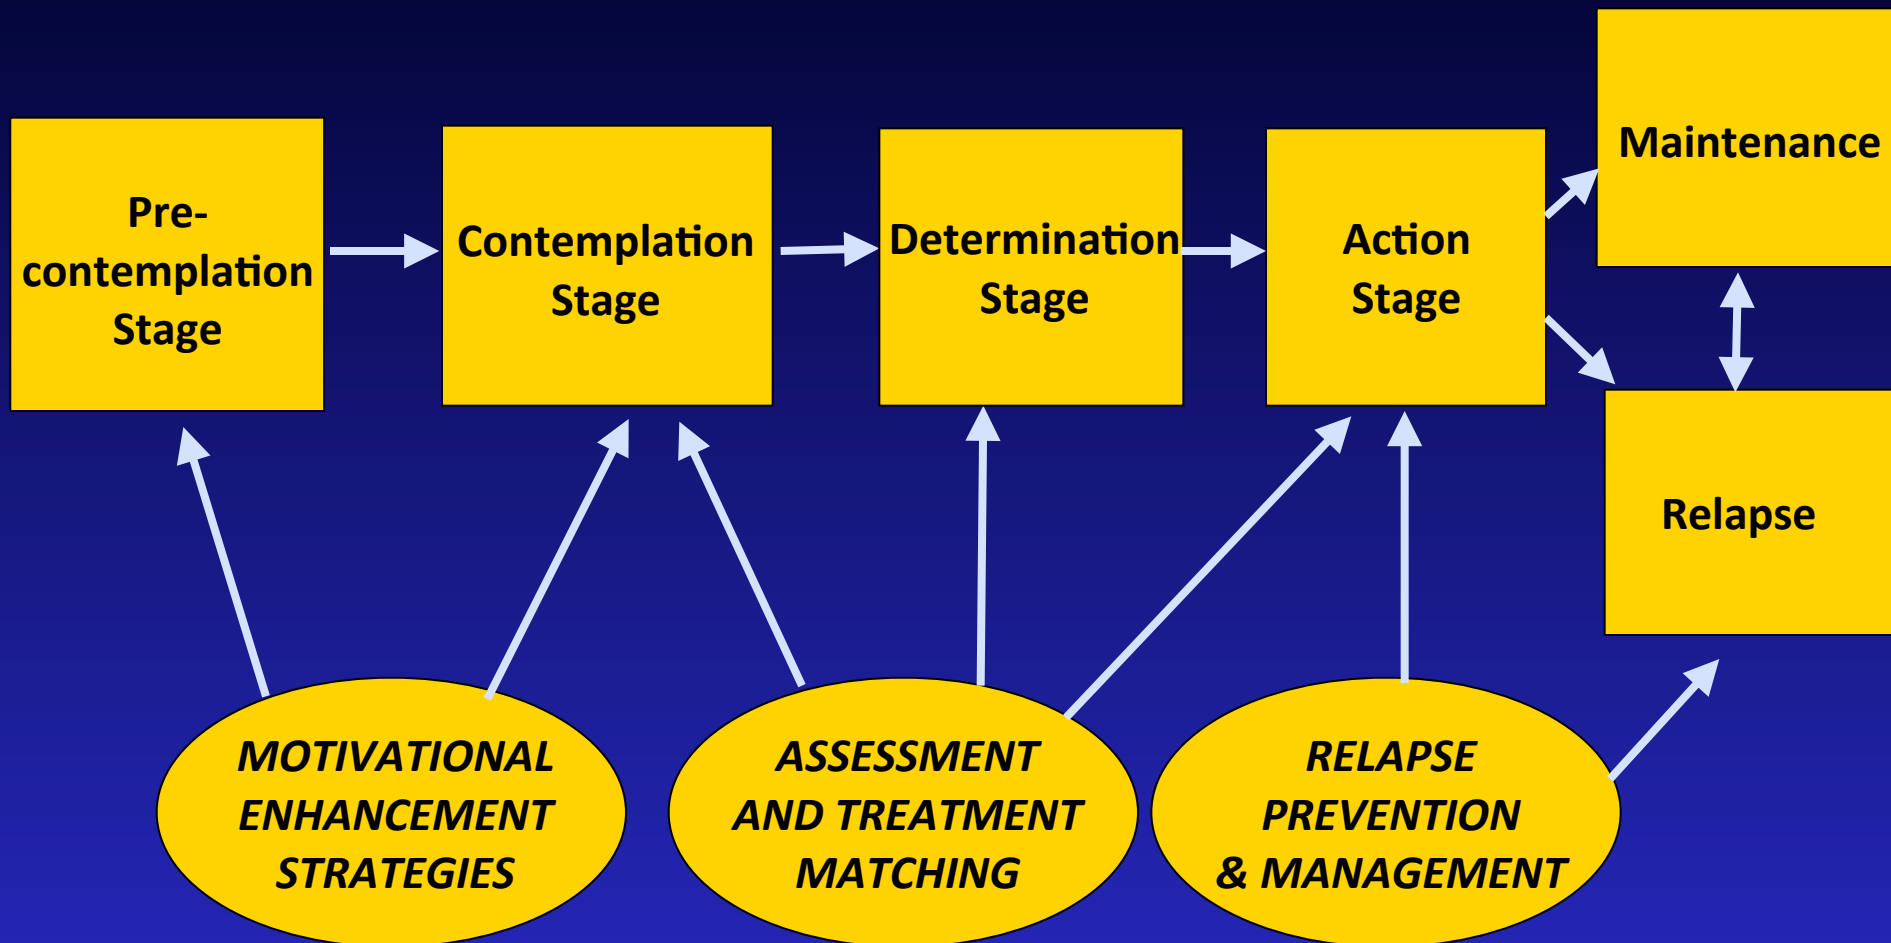 Pre-
contemplation
Stage
Contemplation
Stage
Determination
Stage
Action
Stage
Maintenance
Relapse
MOTIVATIONAL
ENHANCEMENT
STRATEGIES
ASSESSMENT
AND TREATMENT
MATCHING
RELAPSE
PREVENTION
& MANAGEMENT